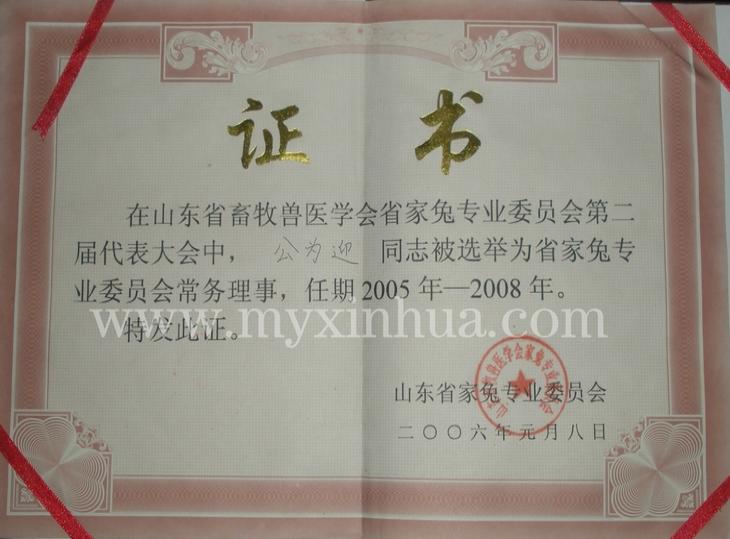 证书
在山东省畜牧兽医学会省家兔专业委员会第二
届代表大会中，公为迎 同志被选举为省家兔专
业委员会常务理事，任期2005年—2008年。
特发此证。
www.myxinhua.com
山东省家兔专业委员会
二〇〇六年元月八日